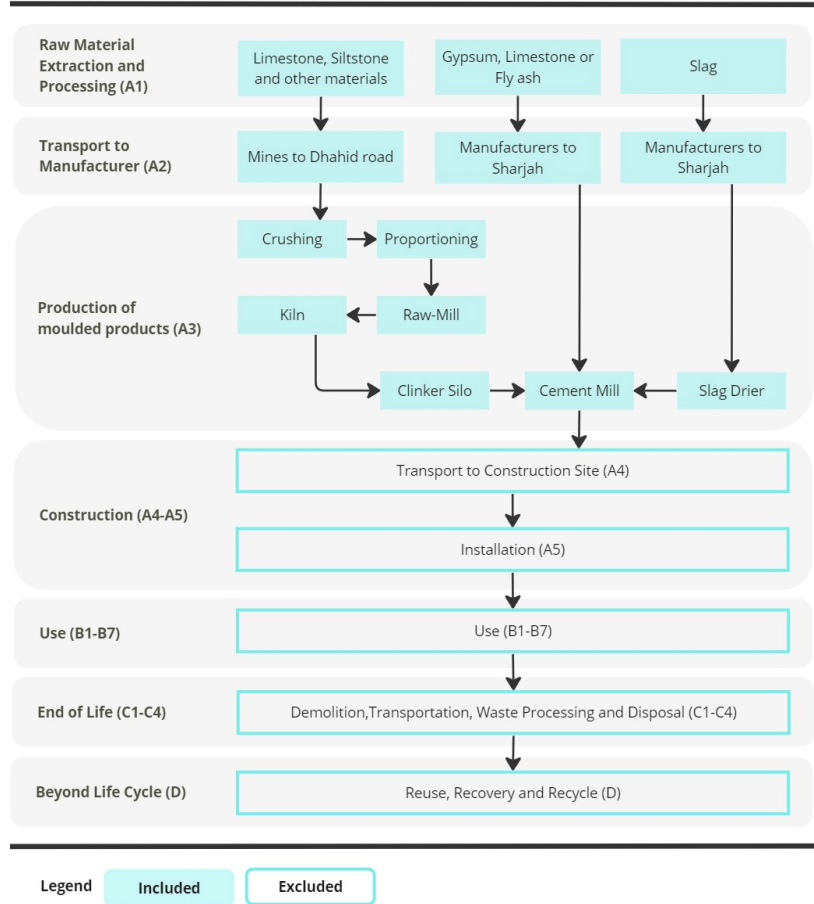 Raw Material
Extraction and
Processing (A1)
Limestone, Siltstone
and other materials
Gypsum, Limestone or
Fly ash
Slag
Transport to
Manufacturer (A2)
Mines to Dhahid road
Manufacturers to
Sharjah
Manufacturers to
Sharjah
Production of
moulded products (A3)
Crushing
Proportioning
Kiln
Raw-Mill
Clinker Silo
Cement Mill
Slag Drier
Construction (A4-A5)
Transport to Construction Site (A4)
Installation (A5)
Use (B1-B7)
Use (B1-B7)
End of Life (C1-C4)
Demolition,Transportation, Waste Processing and Disposal (C1-C4)
Beyond Life Cycle (D)
Reuse, Recovery and Recycle (D)
Legend
Included
Excluded